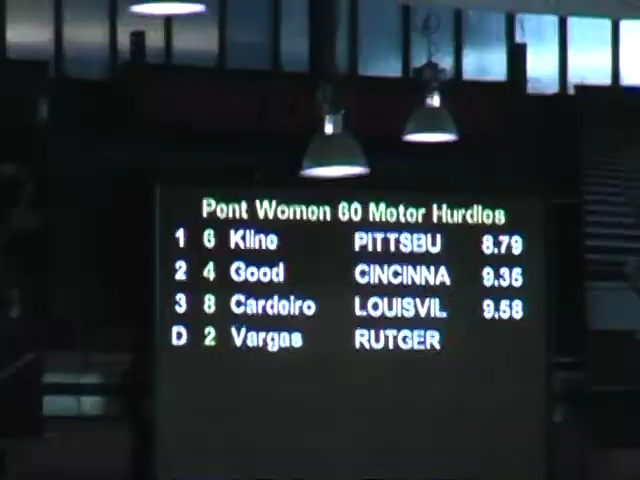 Pent Women 60 Meter Hurdles
1 6 Kline PITTSBU 8.79
2 4 Good CINCINNA 9.35
3 8 Cardeiro LOUISVIL 9.58
D 2 Vargas RUTGER